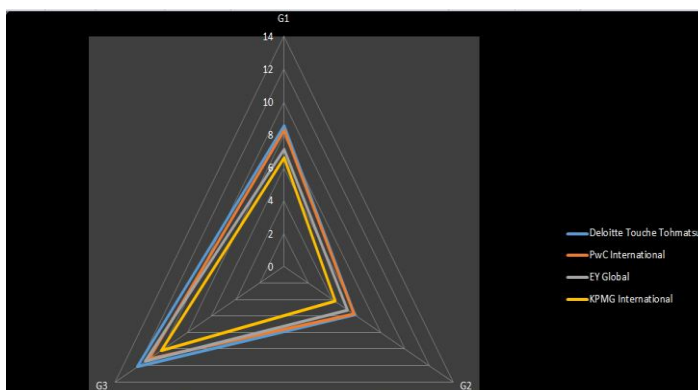 G1
14
12
10
8
6
4
2
0
G3
G2
Deloitte Touche Tohmatsu
PwC International
EY Global
KPMG International